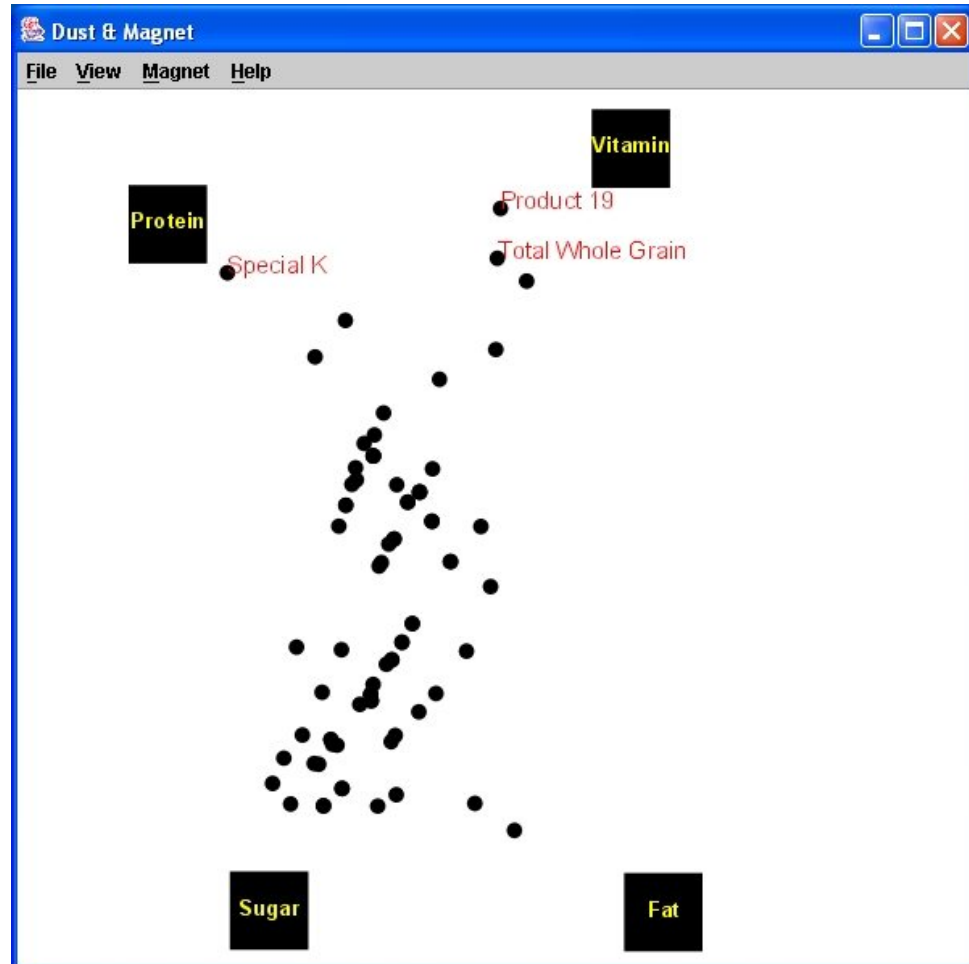 Dust & Magnet
File View Magnet Help
Vitamin
Product 19
Protein
Total Whole Grain
Special K
Sugar
Fat